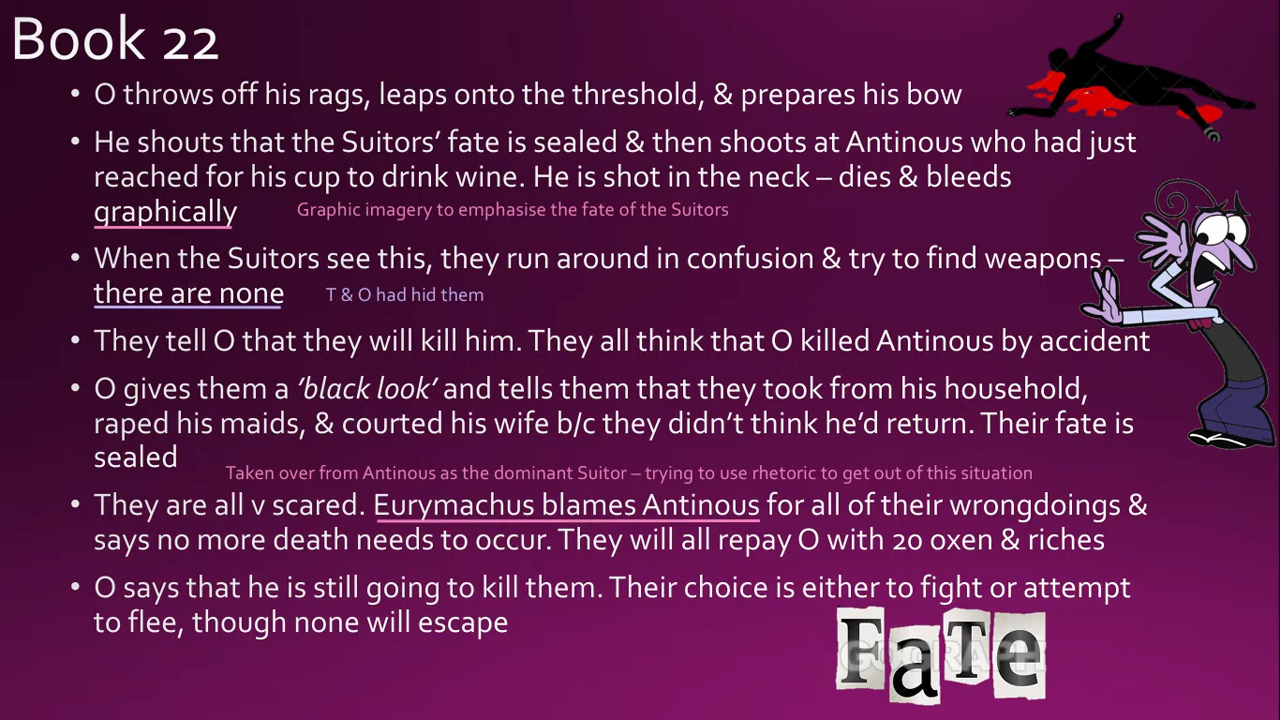 Book 22
• O throws off his rags, leaps onto the threshold, & prepares his bow
• He shouts that the Suitors' fate is sealed & then shoots at Antinous who had just
reached for his cup to drink wine. He is shot in the neck – dies & bleeds
graphically Graphic imagery to emphasise the fate of the Suitors
• When the Suitors see this, they run around in confusion & try to find weapons –
there are none T & O had hid them
• They tell O that they will kill him. They all think that O killed Antinous by accident
• O gives them a 'black look' and tells them that they took from his household,
raped his maids, & courted his wife b/c they didn't think he'd return. Their fate is
sealed
Taken over from Antinous as the dominant Suitor – trying to use rhetoric to get out of this situation
• They are all v scared. Eurymachus blames Antinous for all of their wrongdoings &
says no more death needs to occur. They will all repay O with 20 oxen & riches
• O says that he is still going to kill them. Their choice is either to fight or attempt
to flee, though none will escape
FaTe